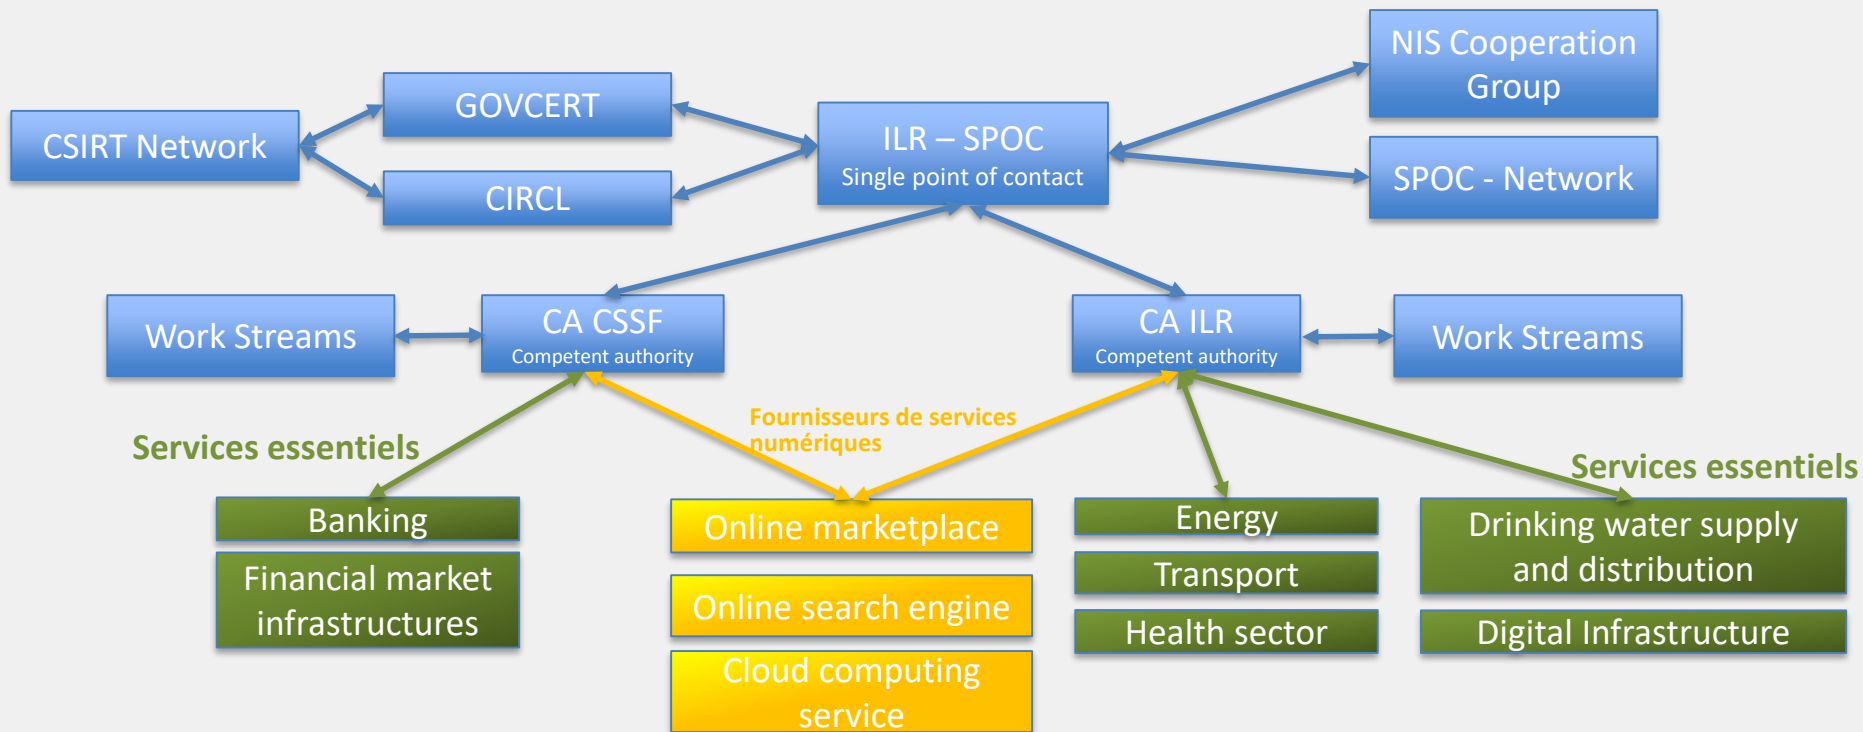 NIS Cooperation
Group
GOVCERT
CSIRT Network
ILR – SPOC
Single point of contact
CIRCL
SPOC - Network
Work Streams
CA CSSF
Competent authority
CA ILR
Competent authority
Work Streams
Fournisseurs de services
numériques
Services essentiels
Services essentiels
Banking
Financial market
infrastructures
Online marketplace
Online search engine
Cloud computing
service
Energy
Transport
Health sector
Drinking water supply
and distribution
Digital Infrastructure